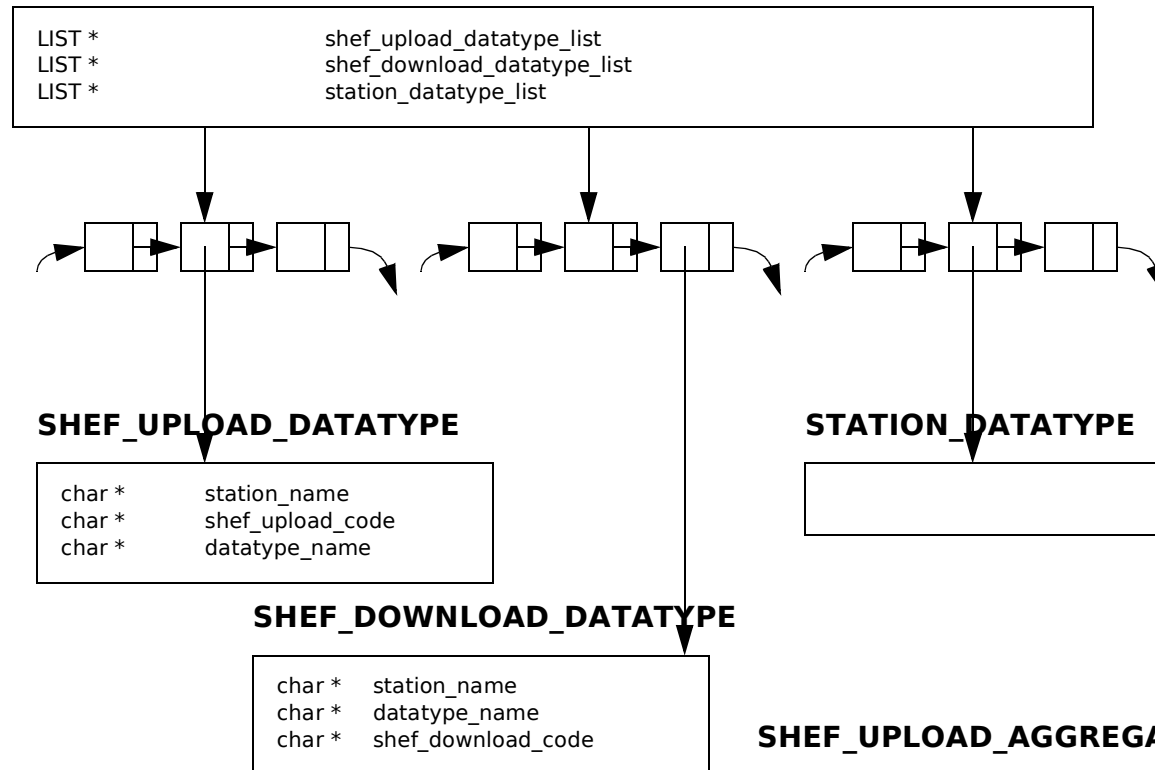 LIST * shef_upload_datatype_list
LIST * shef_download_datatype_list
LIST * station_datatype_list
SHEF_UPLOAD_DATATYPE
STATION_DATATYPE
char * station_name
char * shef_upload_code
char * datatype_name
SHEF_DOWNLOAD_DATATYPE
char * station_name
char * datatype_name
char * shef_download_code
SHEF_UPLOAD_AGGREGA